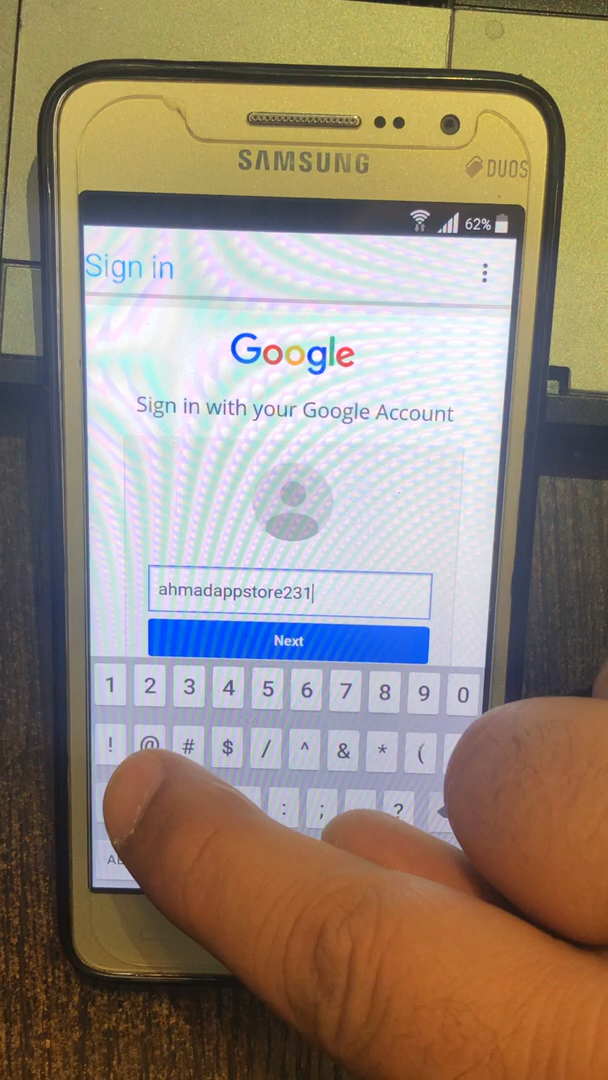 SAMSUNG
DUOS
62%
Sign in
Google
Sign in with your Google Account
ahmadappstore231
Next
1 2 3 4 5 6 7 8 9 0
! @ # $ / ^ & * (
: ; ?